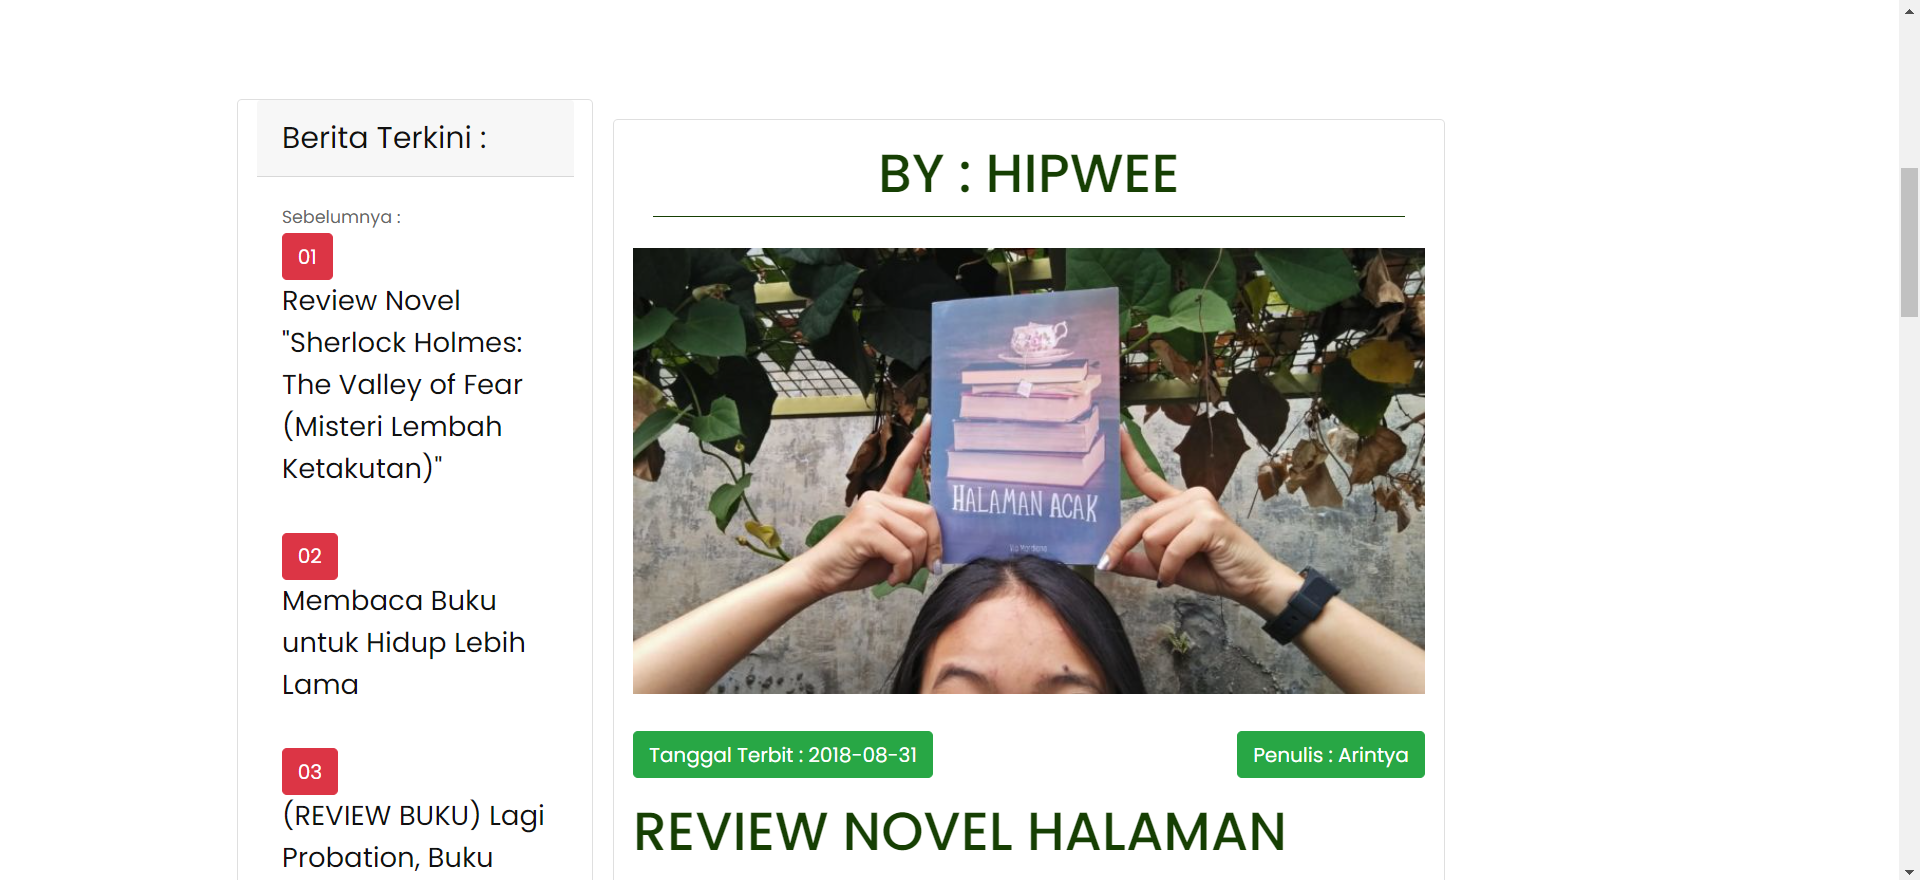 Berita Terkini :
Sebelumnya :
01
Review Novel
"Sherlock Holmes:
The Valley of Fear
(Misteri Lembah
Ketakutan)"
02
Membaca Buku
untuk Hidup Lebih
Lama
03
(REVIEW BUKU) Lagi
Probation, Buku
BY : HIPWEE
HALAMAN ACAK
Tanggal Terbit : 2018-08-31
Penulis : Arintya
REVIEW NOVEL HALAMAN